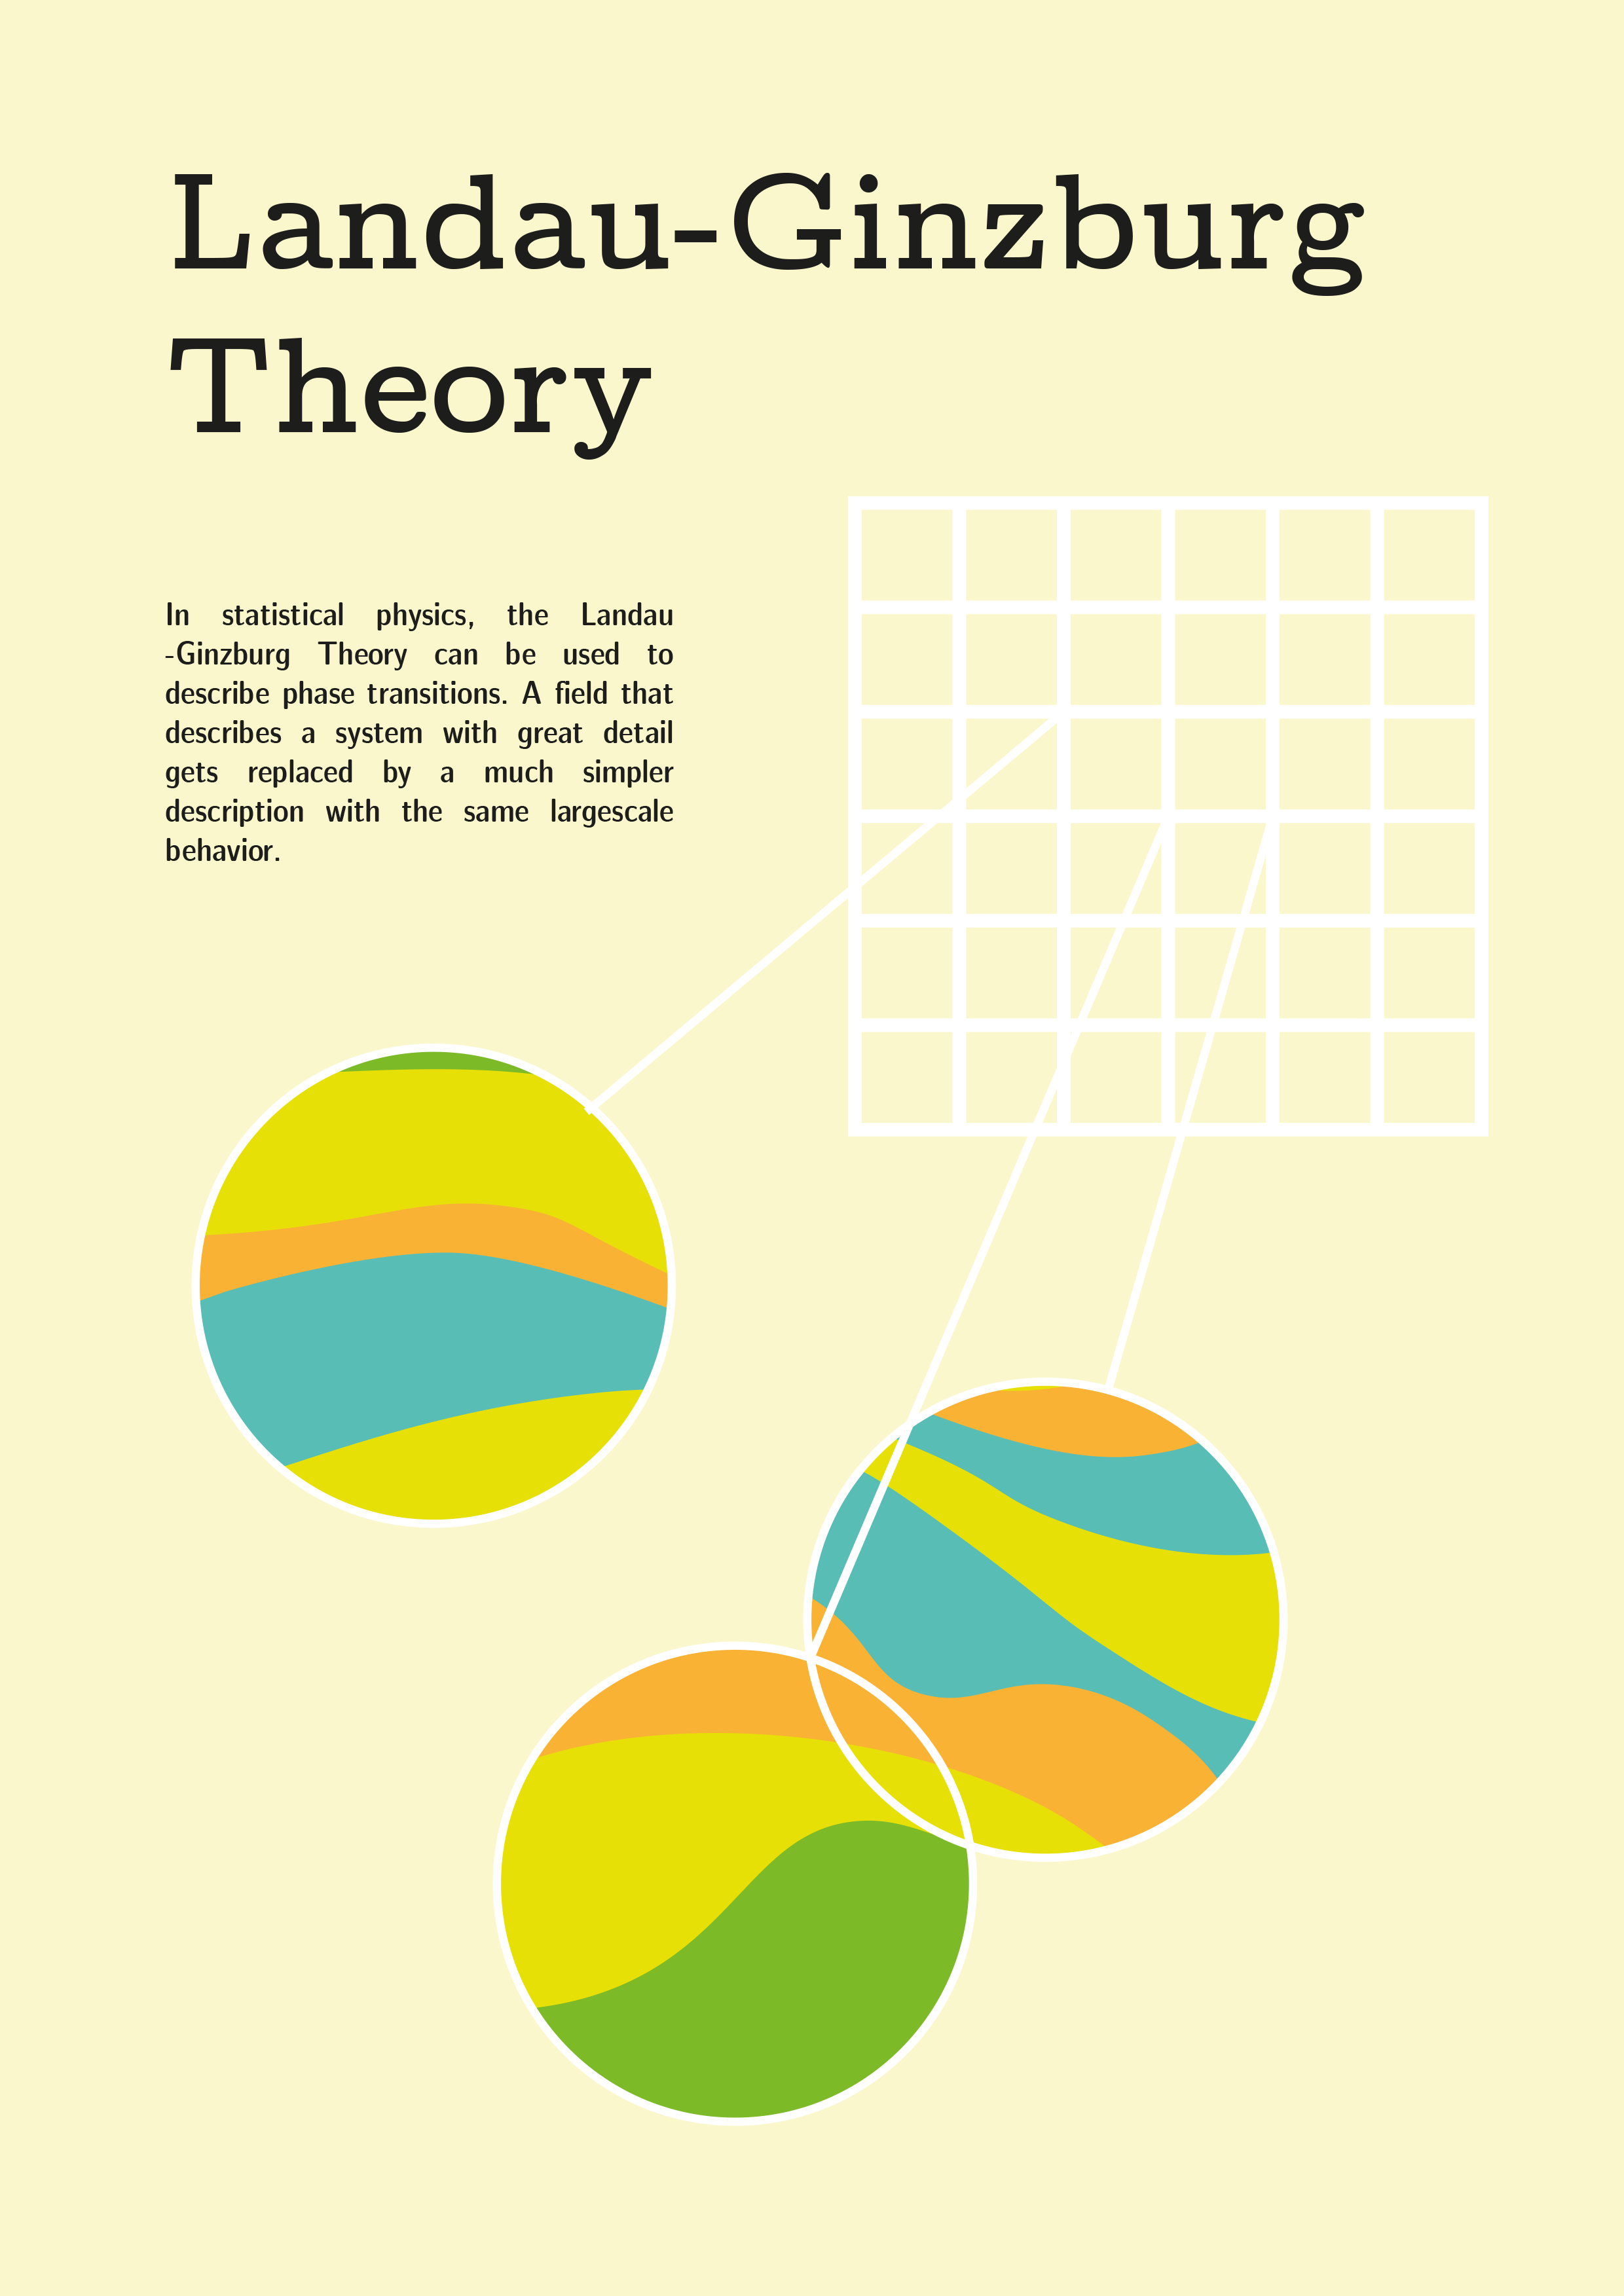 Landau-Ginzburg
Theory
In statistical physics, the Landau
-Ginzburg Theory can be used to
describe phase transitions. A field that
describes a system with great detail
gets replaced by a much simpler
description with the same largescale
behavior.